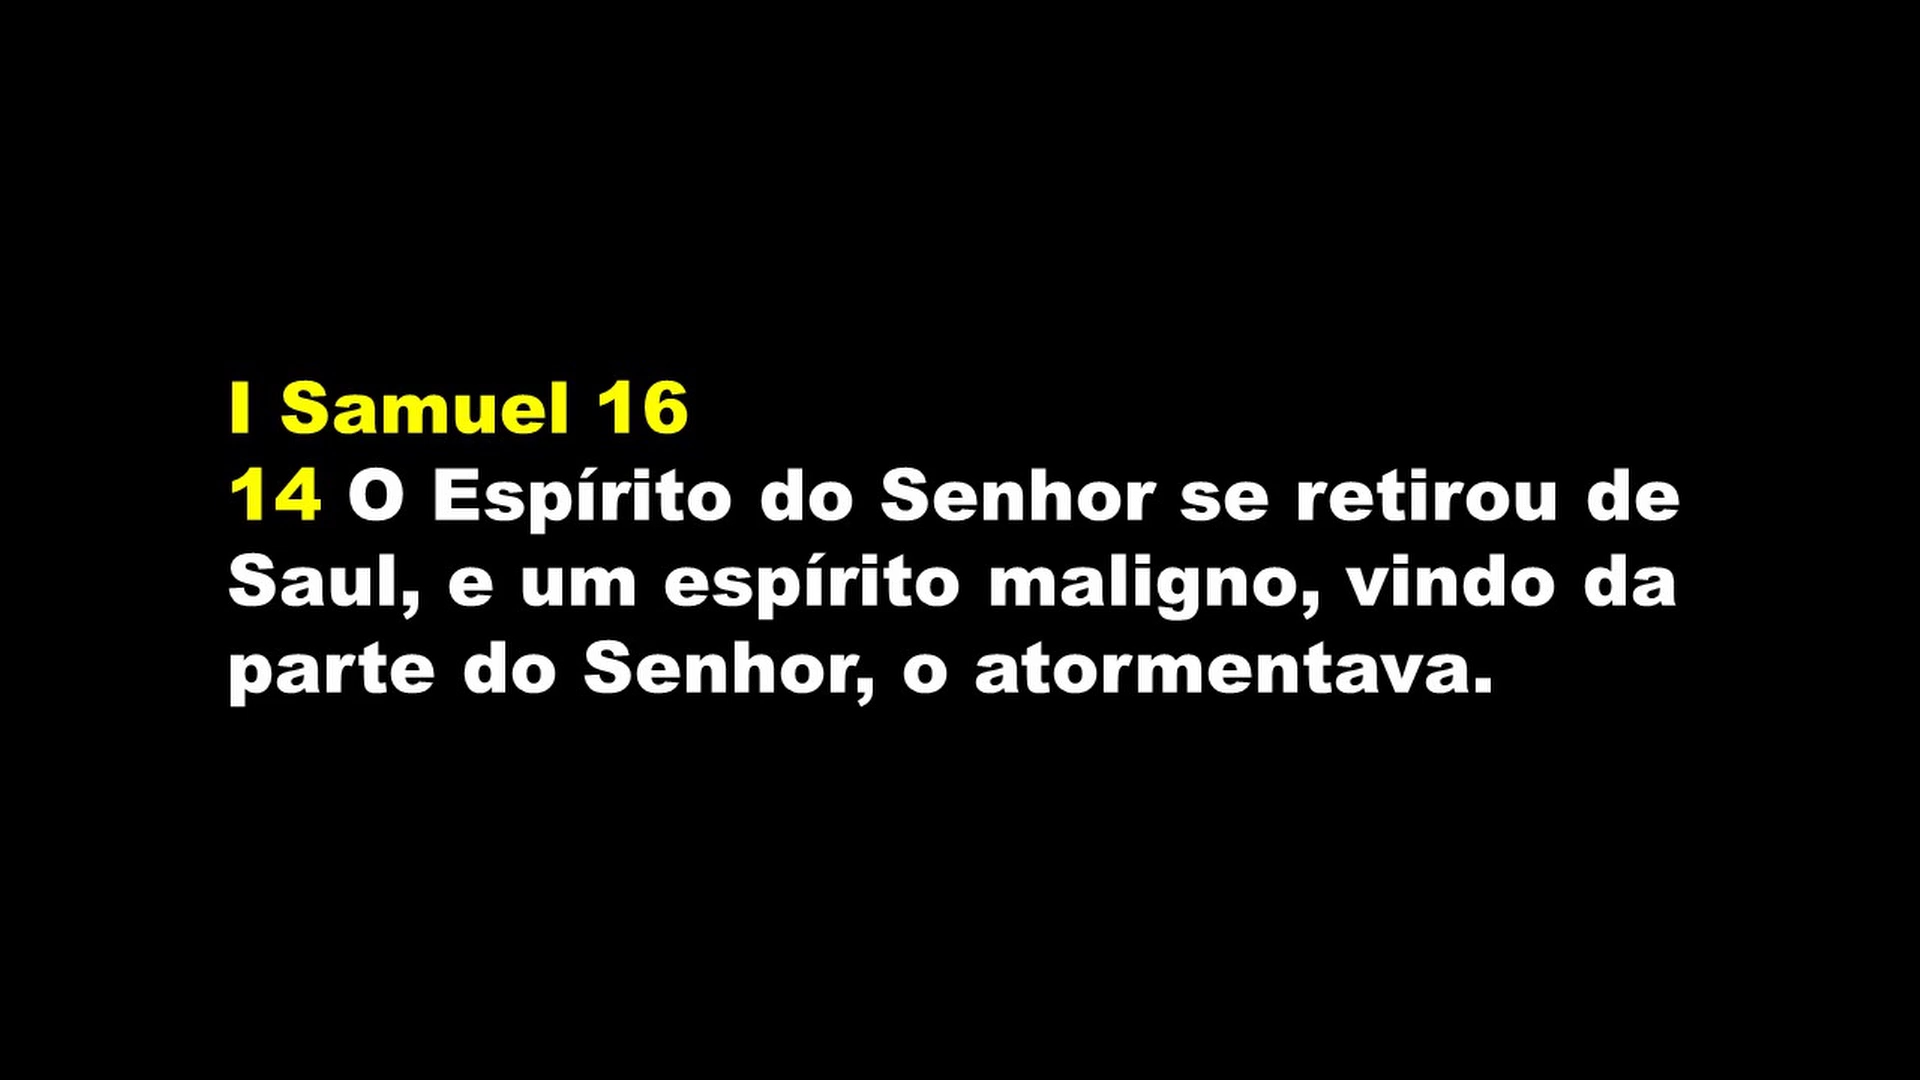 I Samuel 16
14 O Espírito do Senhor se retirou de
Saul, e um espírito maligno, vindo da
parte do Senhor, o atormentava.